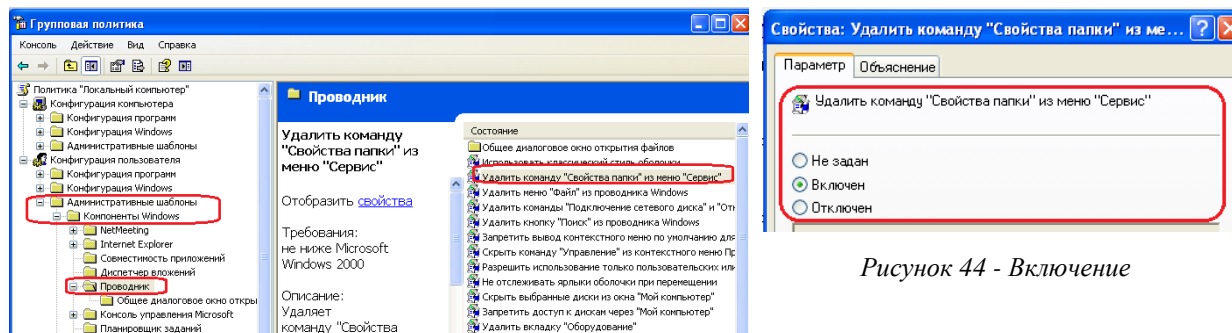 Групповая политика
Консоль Действие Вид Справка
Политика "Локальный компьютер"
Конфигурация компьютера
Конфигурация программ
Конфигурация Windows
Административные шаблоны
Конфигурация пользователя
Конфигурация программ
Конфигурация Windows
Административные шаблоны
Компоненты Windows
NetMeeting
Internet Explorer
Совместимость приложений
Диспетчер вложений
Проводник
Общее диалоговое окно откры
Консоль управления Microsoft
Планировщик заданий
Проводник
Удалить команду
"Свойства папки" из
меню "Сервис"
Отобразить свойства
Требования:
не ниже Microsoft
Windows 2000
Описание:
Удаляет
команду "Свойства
Состояние
Общее диалоговое окно открытия файлов
Использовать классический стиль оболочки
Удалить команду "Свойства папки" из меню "Сервис"
Удалить меню "Файл" из проводника Windows
Удалить команды "Подключение сетевого диска" и "Отк
Удалить кнопку "Поиск" из проводника Windows
Запретить вывод контекстного меню по умолчанию для
Скрыть команду "Управление" из контекстного меню Пр
Разрешить использование только пользовательских или
Не отслеживать ярлыки оболочки при перемещении
Скрыть выбранные диски из окна "Мой компьютер"
Запретить доступ к дискам через "Мой компьютер"
Удалить вкладку "Оборудование"
Свойства: Удалить команду "Свойства папки" из ме...
Параметр Объяснение
Удалить команду "Свойства папки" из меню "Сервис"
Не задан
Включен
Отключен
Рисунок 44 - Включение